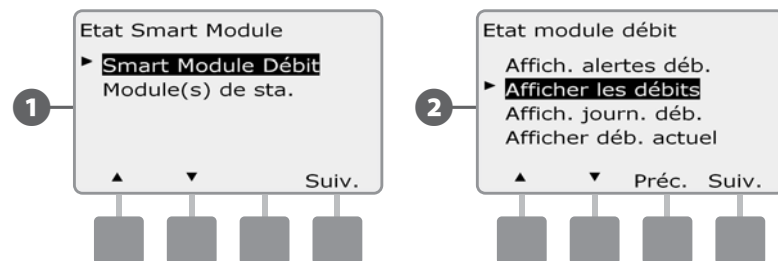 Etat Smart Module
► Smart Module Débit
Module(s) de sta.
▲ ▼ Suiv.
1
Etat module débit
Affich. alertes déb.
► Afficher les débits
Affich. journ. déb.
Afficher déb. actuel
▲ ▼ Préc. Suiv.
2